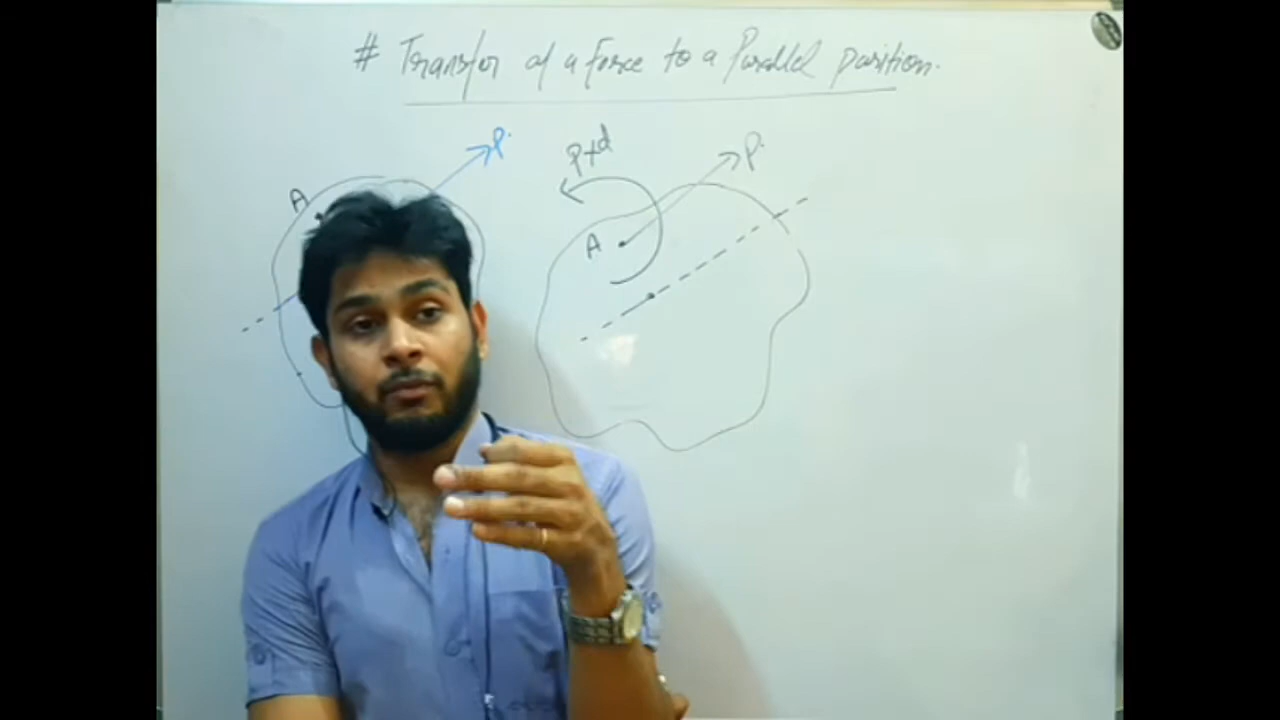 # Transfer of a Force to a Parallel position.
P.
P×d
P.
A
A